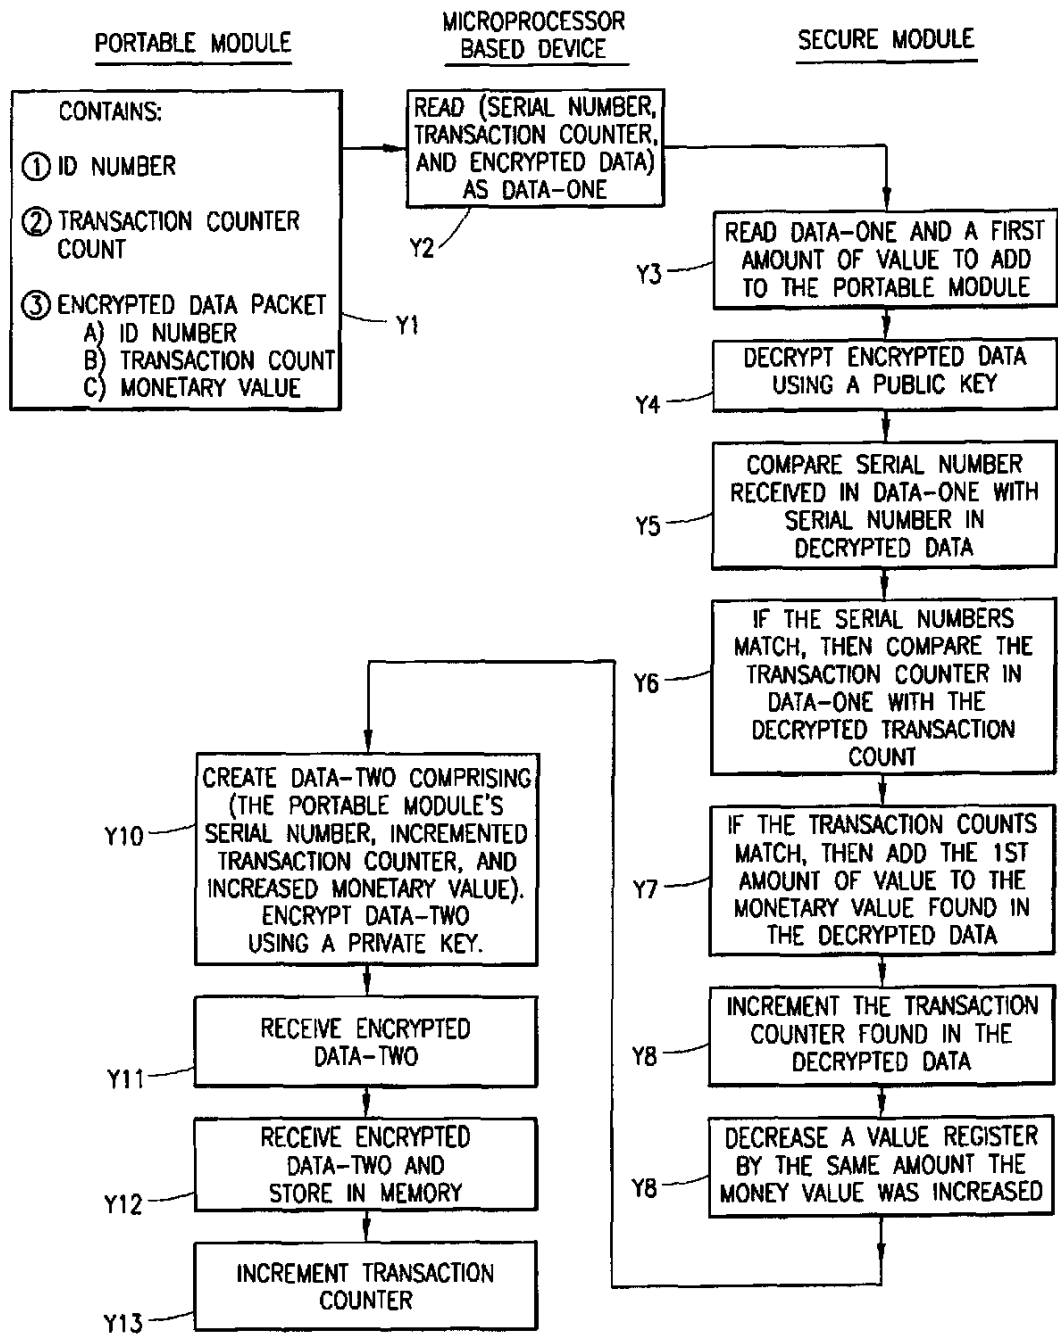 PORTABLE MODULE
MICROPROCESSOR
BASED DEVICE
SECURE MODULE
CONTAINS:
① ID NUMBER
② TRANSACTION COUNTER
COUNT
③ ENCRYPTED DATA PACKET
A) ID NUMBER
B) TRANSACTION COUNT
C) MONETARY VALUE
Y1
READ (SERIAL NUMBER,
TRANSACTION COUNTER,
AND ENCRYPTED DATA)
AS DATA-ONE
Y2
READ DATA-ONE AND A FIRST
AMOUNT OF VALUE TO ADD
TO THE PORTABLE MODULE
Y3
DECRYPT ENCRYPTED DATA
USING A PUBLIC KEY
Y4
COMPARE SERIAL NUMBER
RECEIVED IN DATA-ONE WITH
SERIAL NUMBER IN
DECRYPTED DATA
Y5
IF THE SERIAL NUMBERS
MATCH, THEN COMPARE THE
TRANSACTION COUNTER IN
DATA-ONE WITH THE
DECRYPTED TRANSACTION
COUNT
Y6
IF THE TRANSACTION COUNTS
MATCH, THEN ADD THE 1ST
AMOUNT OF VALUE TO THE
MONETARY VALUE FOUND IN
THE DECRYPTED DATA
Y7
INCREMENT THE TRANSACTION
COUNTER FOUND IN THE
DECRYPTED DATA
Y8
DECREASE A VALUE REGISTER
BY THE SAME AMOUNT THE
MONEY VALUE WAS INCREASED
Y8
CREATE DATA-TWO COMPRISING
(THE PORTABLE MODULE'S
SERIAL NUMBER, INCREMENTED
TRANSACTION COUNTER, AND
INCREASED MONETARY VALUE).
ENCRYPT DATA-TWO
USING A PRIVATE KEY.
Y10
RECEIVE ENCRYPTED
DATA-TWO
Y11
RECEIVE ENCRYPTED
DATA-TWO AND
STORE IN MEMORY
Y12
INCREMENT TRANSACTION
COUNTER
Y13